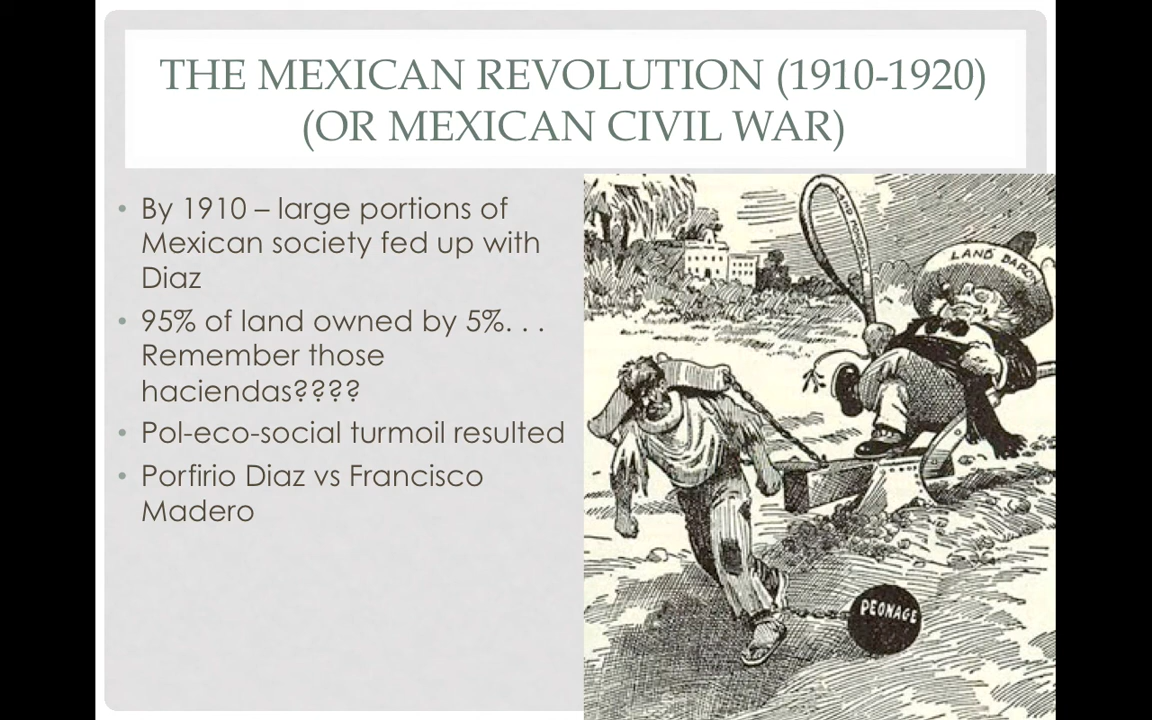 THE MEXICAN REVOLUTION (1910-1920)
(OR MEXICAN CIVIL WAR)
• By 1910 – large portions of
Mexican society fed up with
Diaz
• 95% of land owned by 5%. . .
Remember those
haciendas????
• Pol-eco-social turmoil resulted
• Porfirio Diaz vs Francisco
Madero
LAND MONOPOLY
LAND BARON
PEONAGE